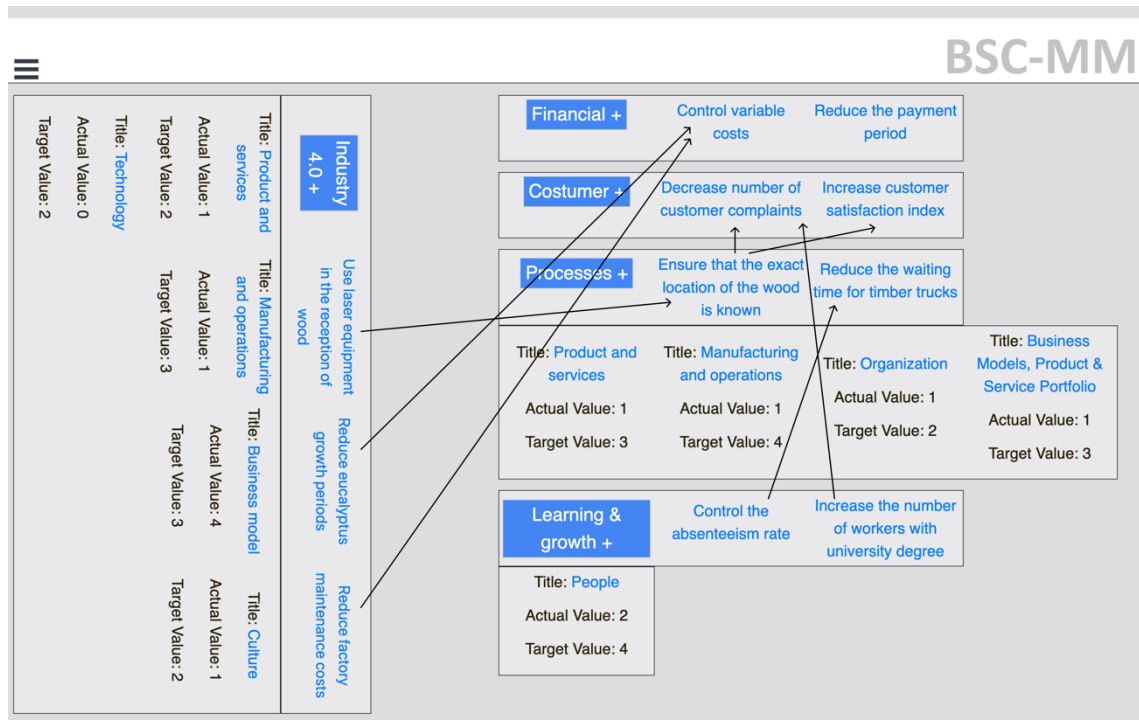 BSC-MM
Industry
4.0 +
Use laser equipment
in the reception of
wood
Reduce eucalyptus
growth periods
Reduce factory
maintenance costs
Title: Product and
services
Actual Value: 1
Target Value: 2
Title: Manufacturing
and operations
Actual Value: 1
Target Value: 3
Title: Business model
Actual Value: 4
Target Value: 3
Title: Culture
Actual Value: 1
Target Value: 2
Title: Technology
Actual Value: 0
Target Value: 2
Financial +
Control variable
costs
Reduce the payment
period
Costumer +
Decrease number of
customer complaints
Increase customer
satisfaction index
Processes +
Ensure that the exact
location of the wood
is known
Reduce the waiting
time for timber trucks
Title: Product and
services
Actual Value: 1
Target Value: 3
Title: Manufacturing
and operations
Actual Value: 1
Target Value: 4
Title: Organization
Actual Value: 1
Target Value: 2
Title: Business
Models, Product &
Service Portfolio
Actual Value: 1
Target Value: 3
Learning &
growth +
Control the
absenteeism rate
Increase the number
of workers with
university degree
Title: People
Actual Value: 2
Target Value: 4